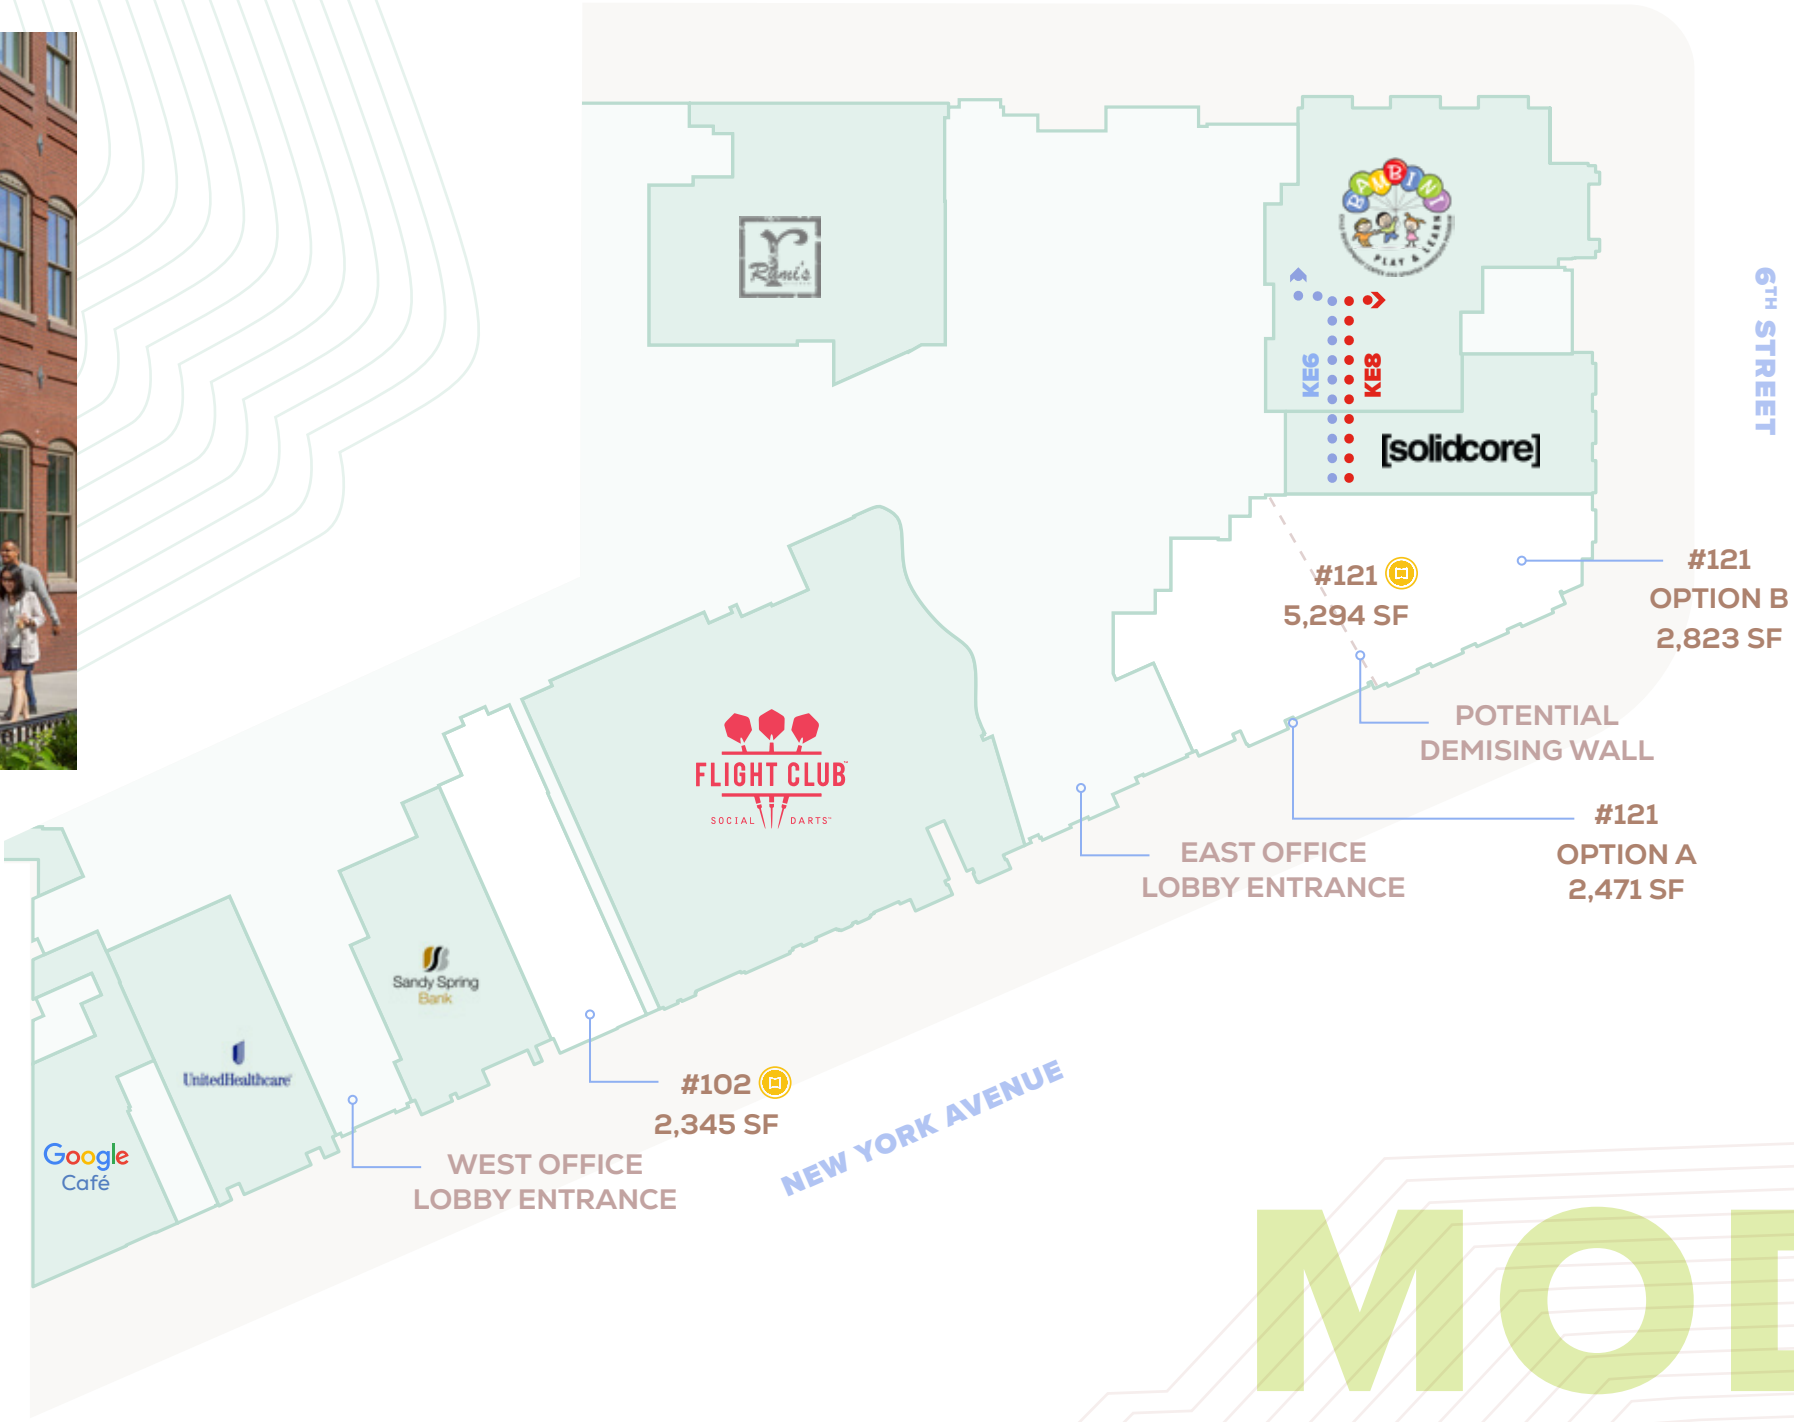 r
Rumi's
BAMBINI
PLAY & LEARN
6TH STREET
KE6
KE8
[solidcore]
#121
5,294 SF
#121
OPTION B
2,823 SF
POTENTIAL
DEMISING WALL
#121
OPTION A
2,471 SF
FLIGHT CLUB
SOCIAL DARTS
EAST OFFICE
LOBBY ENTRANCE
Sandy Spring
Bank
UnitedHealthcare
#102
2,345 SF
NEW YORK AVENUE
Google
Café
WEST OFFICE
LOBBY ENTRANCE
MO